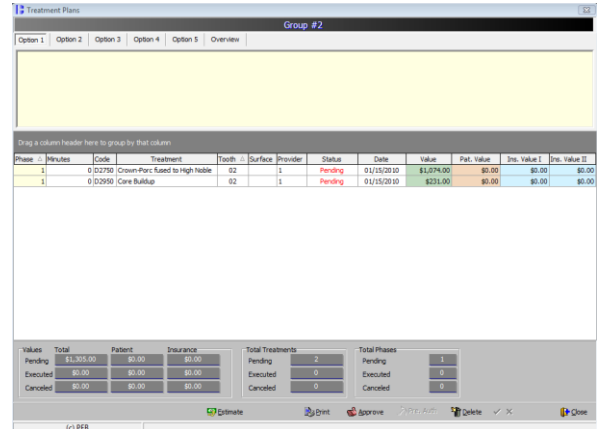 Treatment Plans
Group #2
Option 1 Option 2 Option 3 Option 4 Option 5 Overview
Drag a column header here to group by that column
Phase Minutes Code Treatment Tooth Surface Provider Status Date Value Pat. Value Ins. Value I Ins. Value II
1 0 D2750 Crown-Porc fused to High Noble 02 1 Pending 01/15/2010 $1,074.00 $0.00 $0.00 $0.00
1 0 D2950 Core Buildup 02 1 Pending 01/15/2010 $231.00 $0.00 $0.00 $0.00
Values Total Patient Insurance Total Treatments Total Phases
Pending $1,305.00 $0.00 $0.00 Pending 2 Pending 1
Executed $0.00 $0.00 $0.00 Executed 0 Executed 0
Canceled $0.00 $0.00 $0.00 Canceled 0 Canceled 0
Estimate Print Approve Pre. Auth Delete Close
(c) PFB